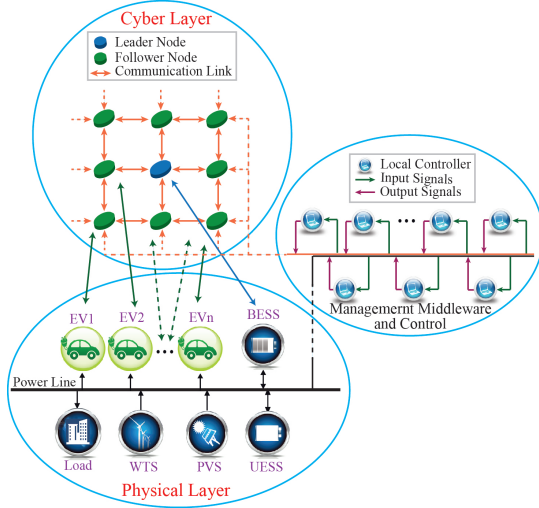 Cyber Layer
Leader Node
Follower Node
Communication Link
Local Controller
Input Signals
Output Signals
Managemernt Middleware
and Control
EV1
EV2
EVn
BESS
Power Line
Load
WTS
PVS
UESS
Physical Layer